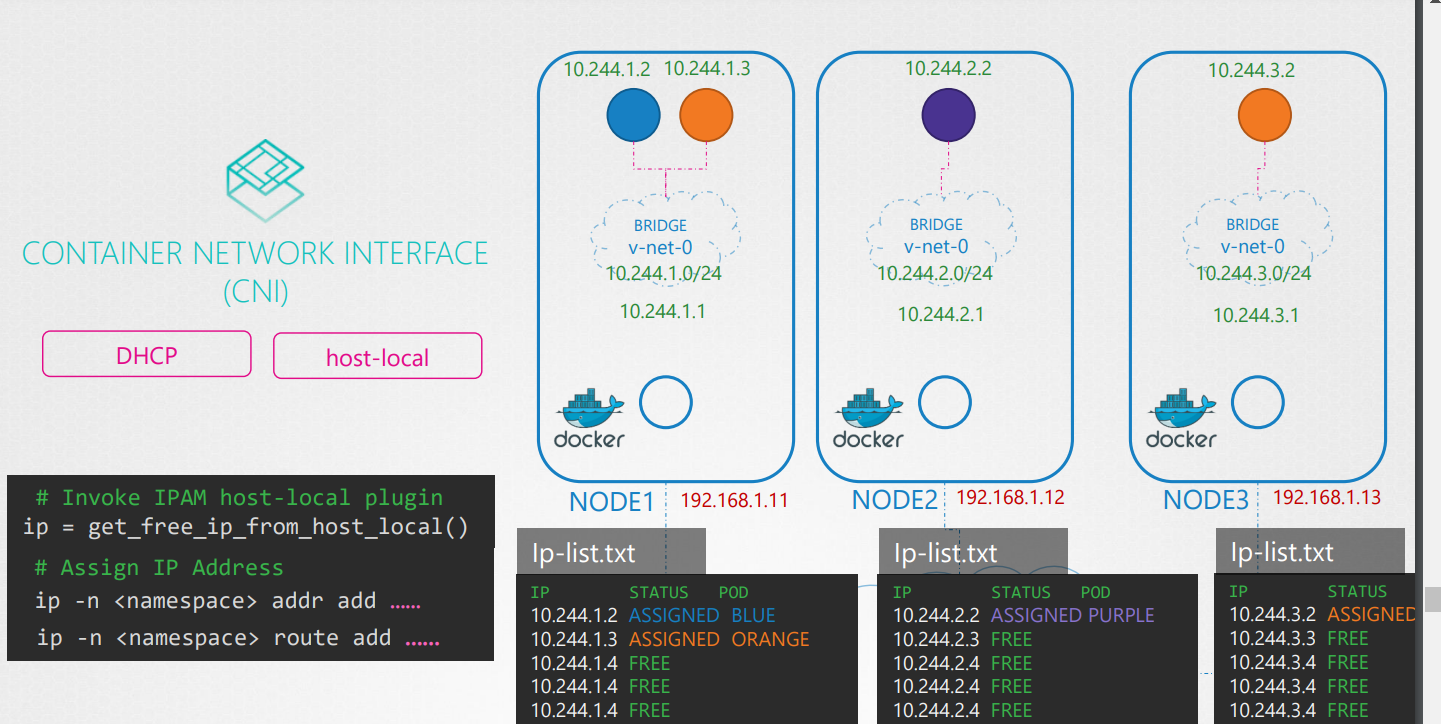 CONTAINER NETWORK INTERFACE
(CNI)
DHCP
host-local
# Invoke IPAM host-local plugin
ip = get_free_ip_from_host_local()
# Assign IP Address
ip -n <namespace> addr add ……
ip -n <namespace> route add ……
10.244.1.2 10.244.1.3
BRIDGE
v-net-0
10.244.1.0/24
10.244.1.1
docker
NODE1 192.168.1.11
Ip-list.txt
IP STATUS POD
10.244.1.2 ASSIGNED BLUE
10.244.1.3 ASSIGNED ORANGE
10.244.1.4 FREE
10.244.1.4 FREE
10.244.1.4 FREE
10.244.2.2
BRIDGE
v-net-0
10.244.2.0/24
10.244.2.1
docker
NODE2 192.168.1.12
Ip-list.txt
IP STATUS POD
10.244.2.2 ASSIGNED PURPLE
10.244.2.3 FREE
10.244.2.4 FREE
10.244.2.4 FREE
10.244.2.4 FREE
10.244.3.2
BRIDGE
v-net-0
10.244.3.0/24
10.244.3.1
docker
NODE3 192.168.1.13
Ip-list.txt
IP STATUS
10.244.3.2 ASSIGNED
10.244.3.3 FREE
10.244.3.4 FREE
10.244.3.4 FREE
10.244.3.4 FREE